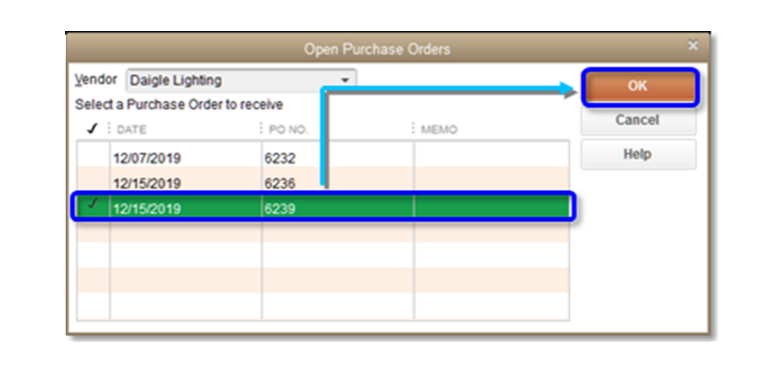 Open Purchase Orders
Vendor Daigle Lighting
OK
Select a Purchase Order to receive
Cancel
✓ DATE PO NO. MEMO
Help
12/07/2019 6232
12/15/2019 6236
✓ 12/15/2019 6239